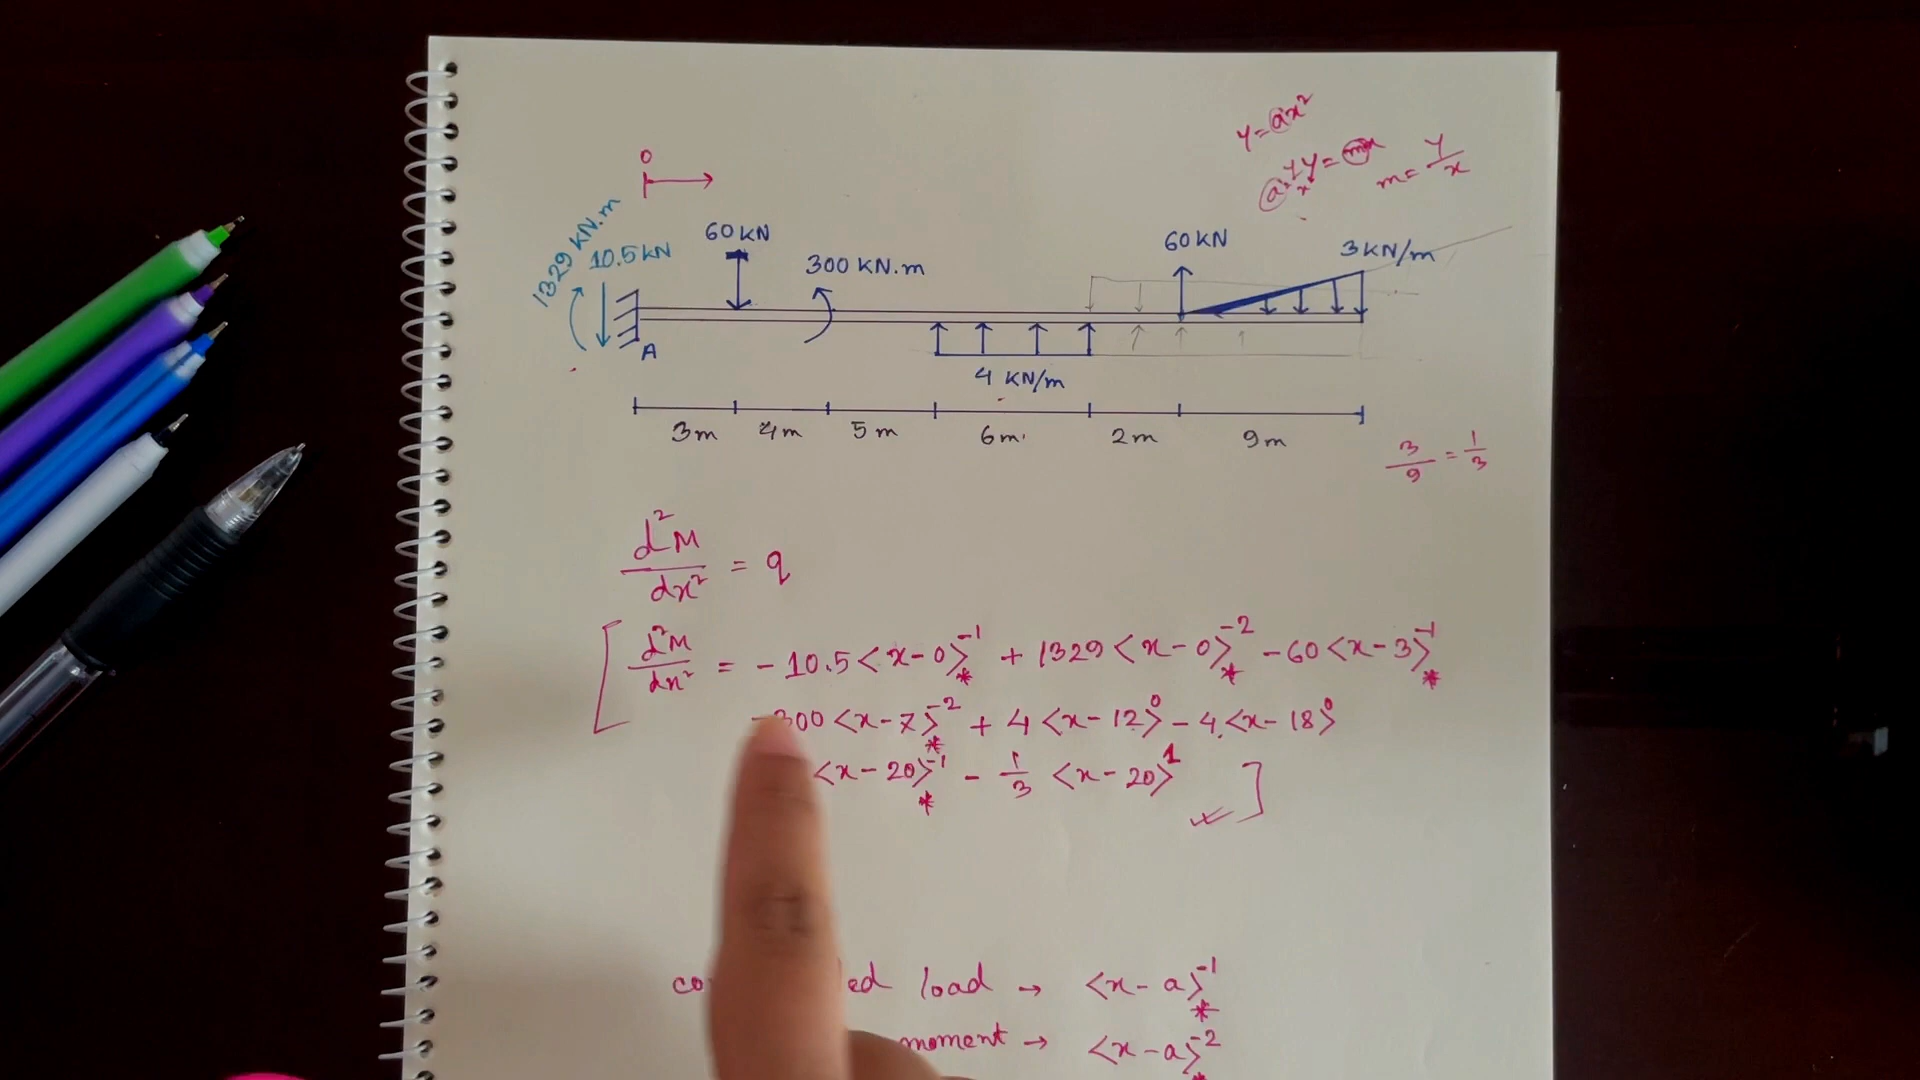 y=ax²
y=mx m=y/x
a y/x²
0
1329 KN.m
10.5 KN
60 KN
300 KN.m
60 KN
3 KN/m
A
4 KN/m
3m 4m 5m 6m 2m 9m
3/9 = 1/3
d²M/dx² = q
d²M/dx² = - 10.5 <x-0>⁻¹* + 1329 <x-0>⁻²* - 60 <x-3>⁻¹*
300 <x-7>⁻²* + 4 <x-12>⁰ - 4 <x-18>⁰
<x-20>⁻¹* - 1/3 <x-20>¹
load → <x-a>⁻¹*
moment → <x-a>⁻²*